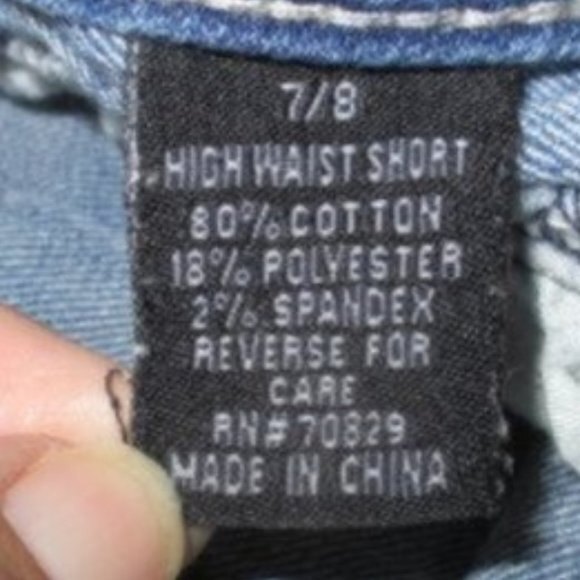 7/8
HIGH WAIST SHORT
80% COTTON
18% POLYESTER
2% SPANDEX
REVERSE FOR
CARE
RN# 70829
MADE IN CHINA